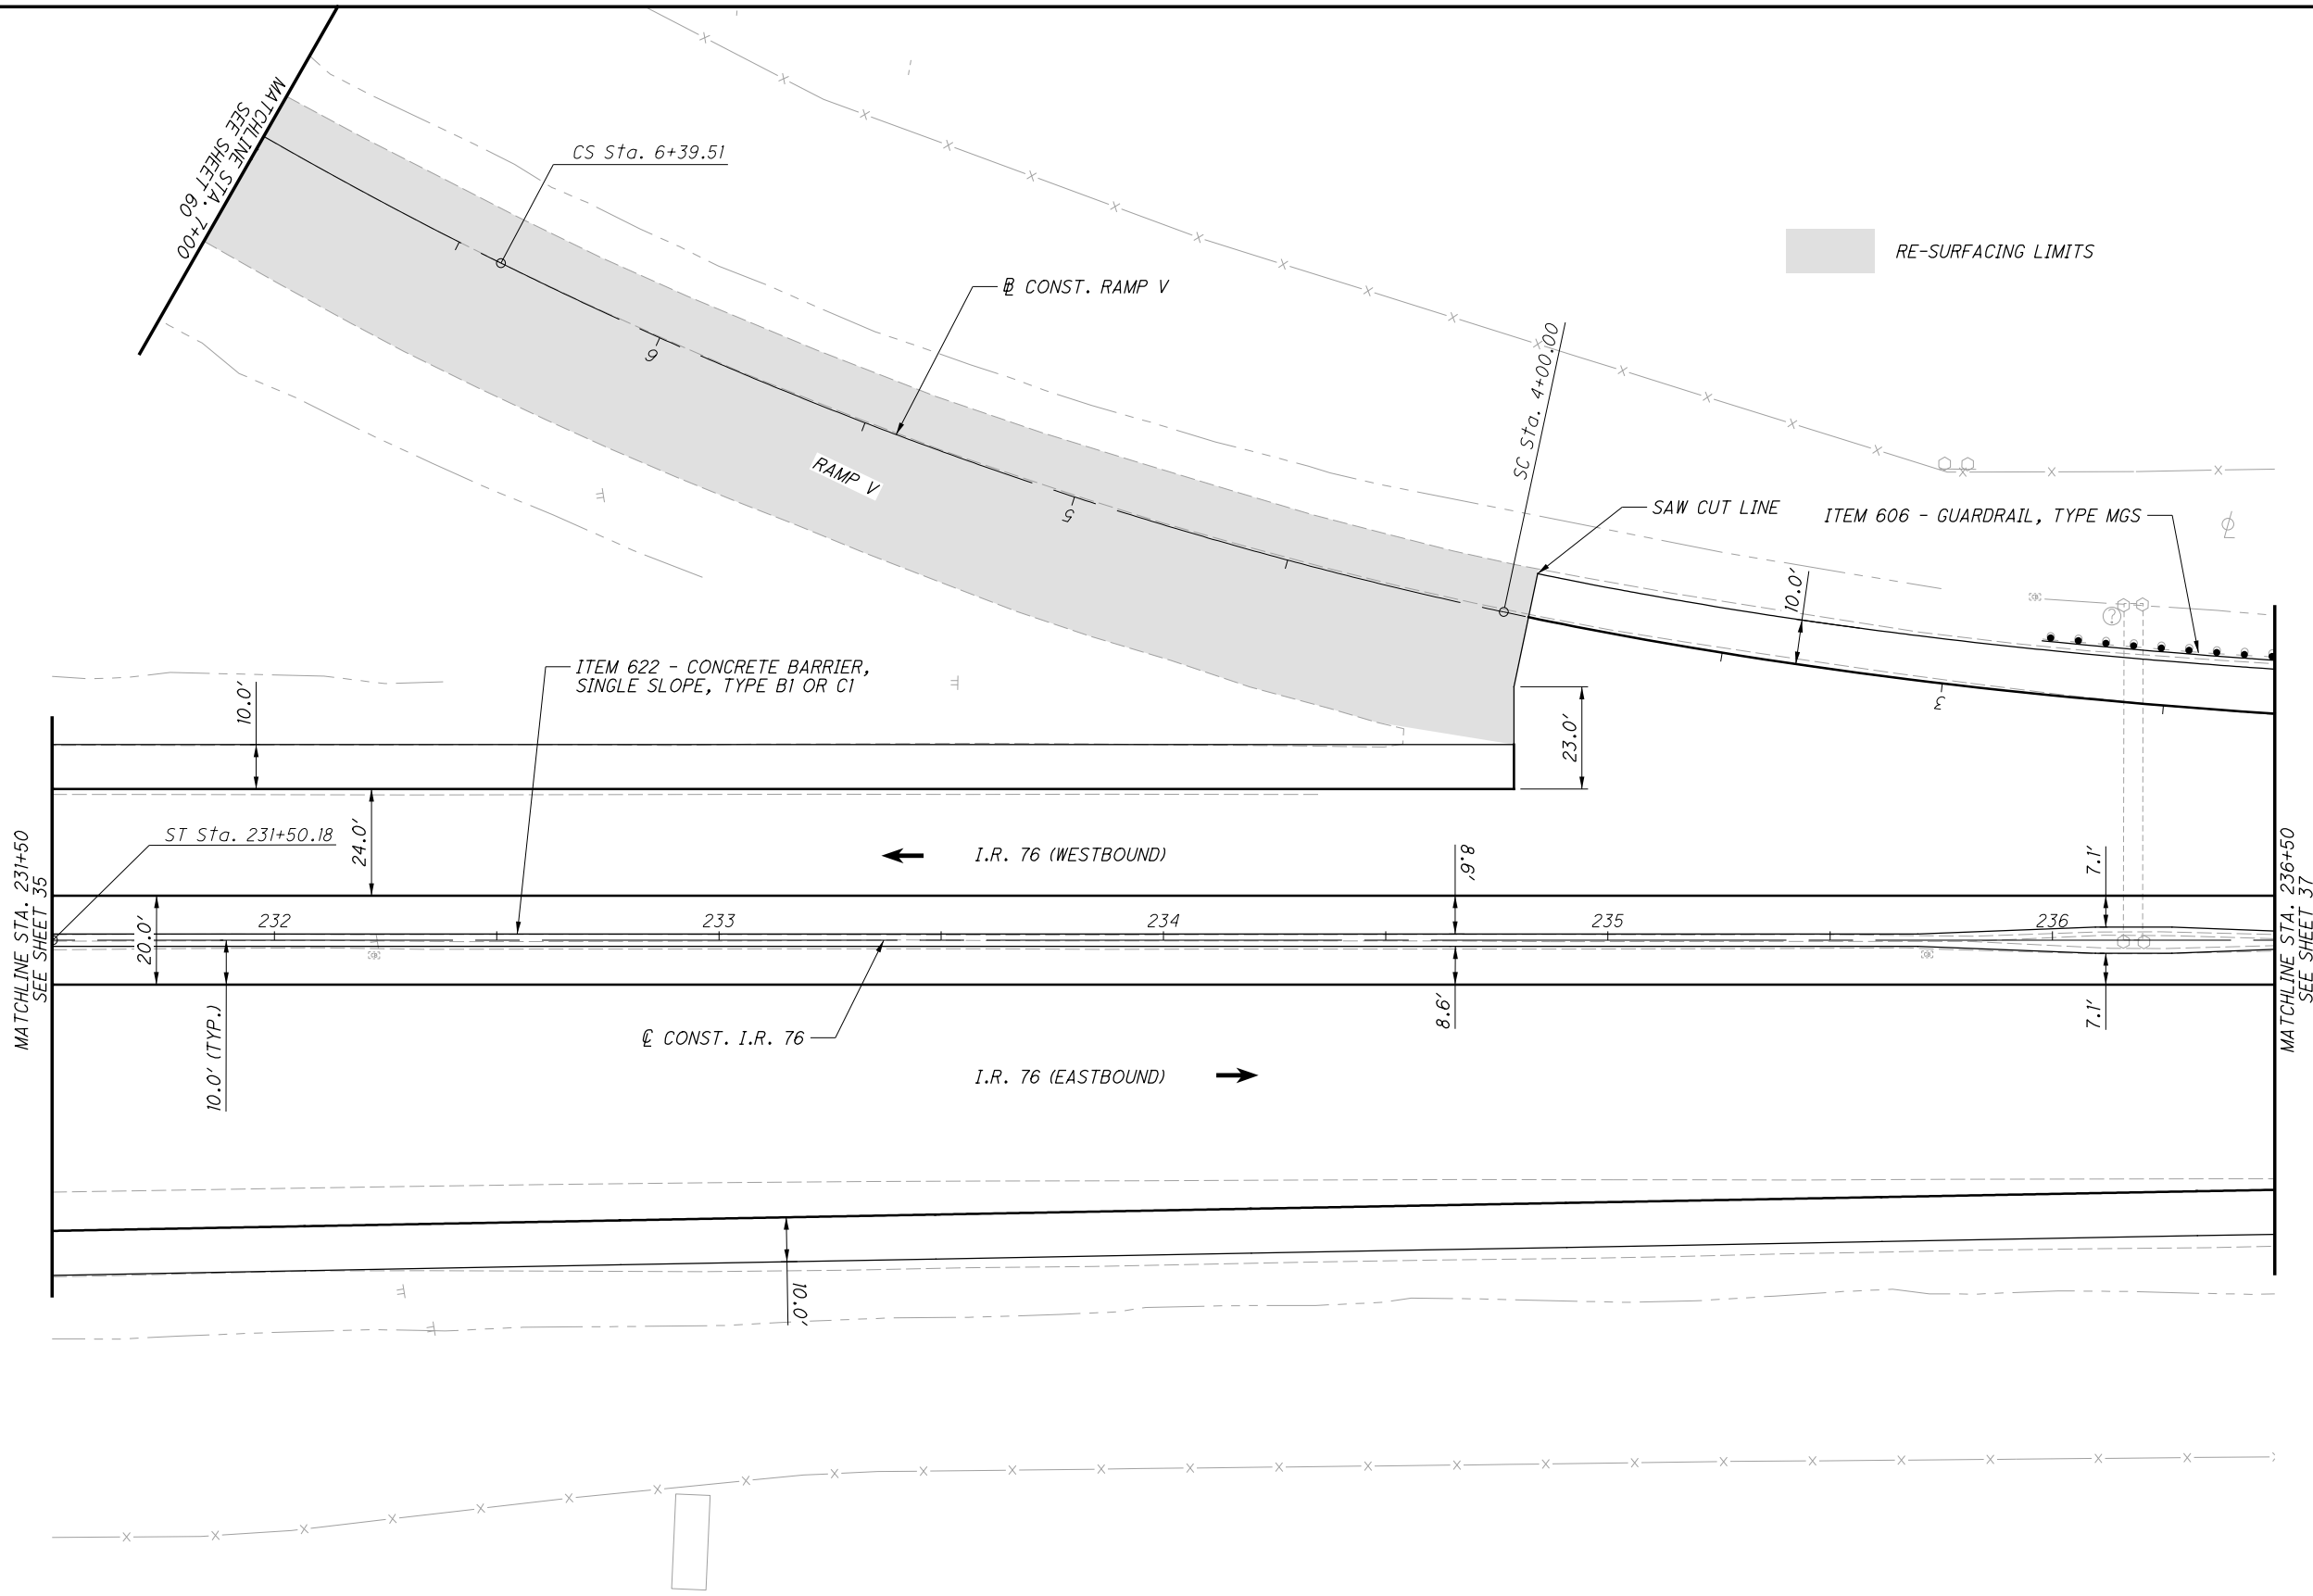 MATCHLINE STA. 7+00
SEE SHEET 60
CS Sta. 6+39.51
℄ CONST. RAMP V
RE-SURFACING LIMITS
6
RAMP V
5
SC Sta. 4+00.00
SAW CUT LINE
ITEM 606 - GUARDRAIL, TYPE MGS
10.0'
?
3
ITEM 622 - CONCRETE BARRIER,
SINGLE SLOPE, TYPE B1 OR C1
10.0'
23.0'
ST Sta. 231+50.18
24.0'
I.R. 76 (WESTBOUND)
8.6'
7.1'
MATCHLINE STA. 231+50
SEE SHEET 35
20.0'
232
233
234
235
236
MATCHLINE STA. 236+50
SEE SHEET 37
10.0' (TYP.)
℄ CONST. I.R. 76
8.6'
7.1'
I.R. 76 (EASTBOUND)
10.0'